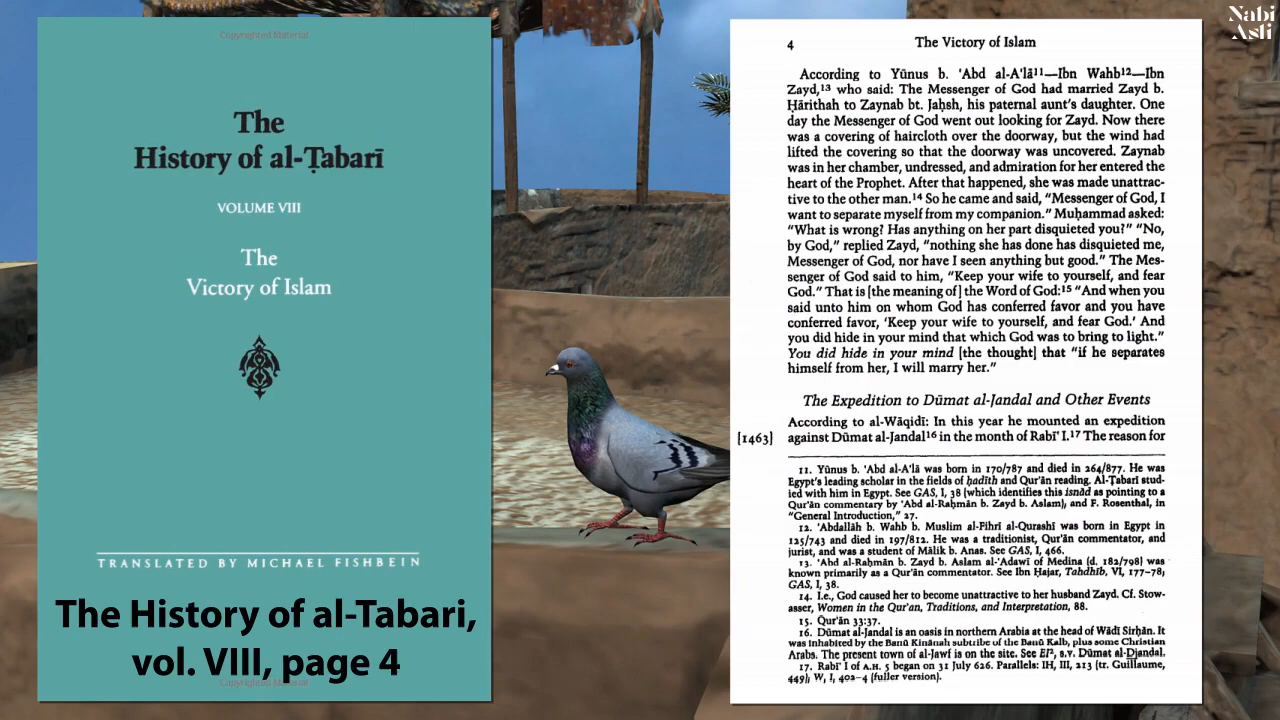 Copyrighted Material
The
History of al-Ṭabarī
VOLUME VIII
The
Victory of Islam
TRANSLATED BY MICHAEL FISHBEIN
The History of al-Tabari,
vol. VIII, page 4
Copyrighted Material
4 The Victory of Islam
According to Yūnus b. 'Abd al-A'lā¹¹—Ibn Wahb¹²—Ibn
Zayd,¹³ who said: The Messenger of God had married Zayd b.
Ḥārithah to Zaynab bt. Jaḥsh, his paternal aunt's daughter. One
day the Messenger of God went out looking for Zayd. Now there
was a covering of haircloth over the doorway, but the wind had
lifted the covering so that the doorway was uncovered. Zaynab
was in her chamber, undressed, and admiration for her entered the
heart of the Prophet. After that happened, she was made unattrac-
tive to the other man.¹⁴ So he came and said, "Messenger of God, I
want to separate myself from my companion." Muḥammad asked:
"What is wrong? Has anything on her part disquieted you?" "No,
by God," replied Zayd, "nothing she has done has disquieted me,
Messenger of God, nor have I seen anything but good." The Mes-
senger of God said to him, "Keep your wife to yourself, and fear
God." That is [the meaning of] the Word of God:¹⁵ "And when you
said unto him on whom God has conferred favor and you have
conferred favor, 'Keep your wife to yourself, and fear God.' And
you did hide in your mind that which God was to bring to light."
You did hide in your mind [the thought] that "if he separates
himself from her, I will marry her."
The Expedition to Dūmat al-Jandal and Other Events
According to al-Wāqidī: In this year he mounted an expedition
[1463] against Dūmat al-Jandal¹⁶ in the month of Rabī' I.¹⁷ The reason for
11. Yūnus b. 'Abd al-A'lā was born in 170/787 and died in 264/877. He was
Egypt's leading scholar in the fields of ḥadīth and Qur'ān reading. Al-Ṭabarī stud-
ied with him in Egypt. See GAS, I, 38 (which identifies this isnād as pointing to a
Qur'ān commentary by 'Abd al-Raḥmān b. Zayd b. Aslam); and F. Rosenthal, in
"General Introduction," 27.
12. 'Abdallāh b. Wahb b. Muslim al-Fihrī al-Qurashī was born in Egypt in
125/743 and died in 197/812. He was a traditionist, Qur'ān commentator, and
jurist, and was a student of Mālik b. Anas. See GAS, I, 466.
13. 'Abd al-Raḥmān b. Zayd b. Aslam al-'Adawī of Medina (d. 182/798) was
known primarily as a Qur'ān commentator. See Ibn Ḥajar, Tahdhīb, VI, 177–78;
GAS, I, 38.
14. I.e., God caused her to become unattractive to her husband Zayd. Cf. Stow-
asser, Women in the Qur'an, Traditions, and Interpretation, 88.
15. Qur'ān 33:37.
16. Dūmat al-Jandal is an oasis in northern Arabia at the head of Wādī Sirḥān. It
was inhabited by the Banū Kinānah subtribe of the Banū Kalb, plus some Christian
Arabs. The present town of al-Jawf is on the site. See EI², s.v. Dūmat al-Djandal.
17. Rabī' I of A.H. 5 began on 31 July 626. Parallels: IH, III, 213 (tr. Guillaume,
449); W, I, 402–4 (fuller version).
Nabi
Asli